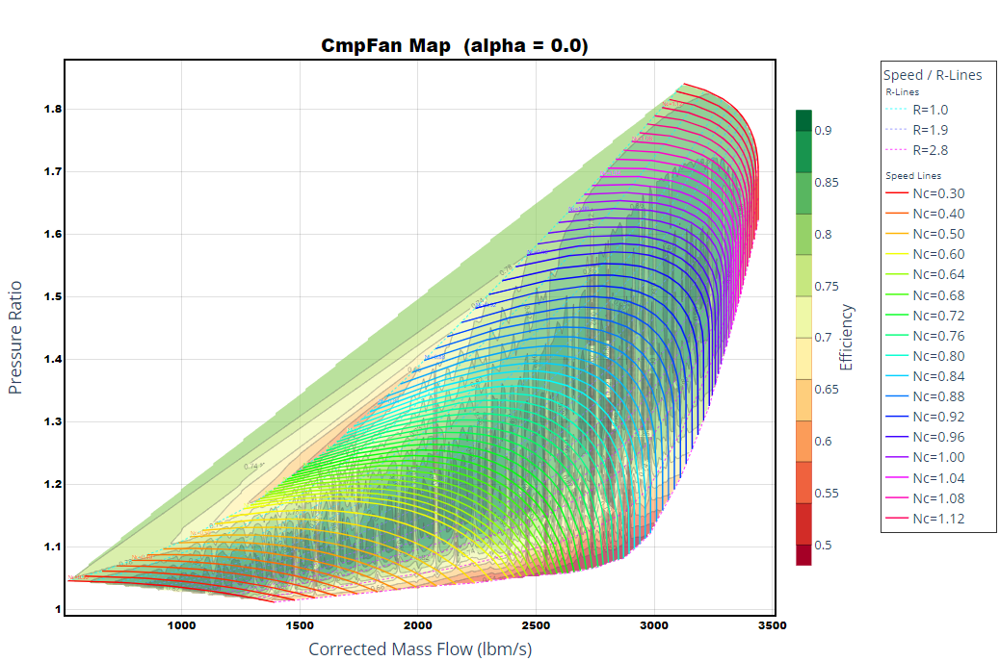 CmpFan Map (alpha = 0.0)
Pressure Ratio
1.8
1.7
1.6
1.5
1.4
1.3
1.2
1.1
1
1000 1500 2000 2500 3000 3500
Corrected Mass Flow (lbm/s)
0.74
0.78
0.9
0.85
0.8
0.75
0.7
0.65
0.6
0.55
0.5
Efficiency
Speed / R-Lines
R-Lines
R=1.0
R=1.9
R=2.8
Speed Lines
Nc=0.30
Nc=0.40
Nc=0.50
Nc=0.60
Nc=0.64
Nc=0.68
Nc=0.72
Nc=0.76
Nc=0.80
Nc=0.84
Nc=0.88
Nc=0.92
Nc=0.96
Nc=1.00
Nc=1.04
Nc=1.08
Nc=1.12